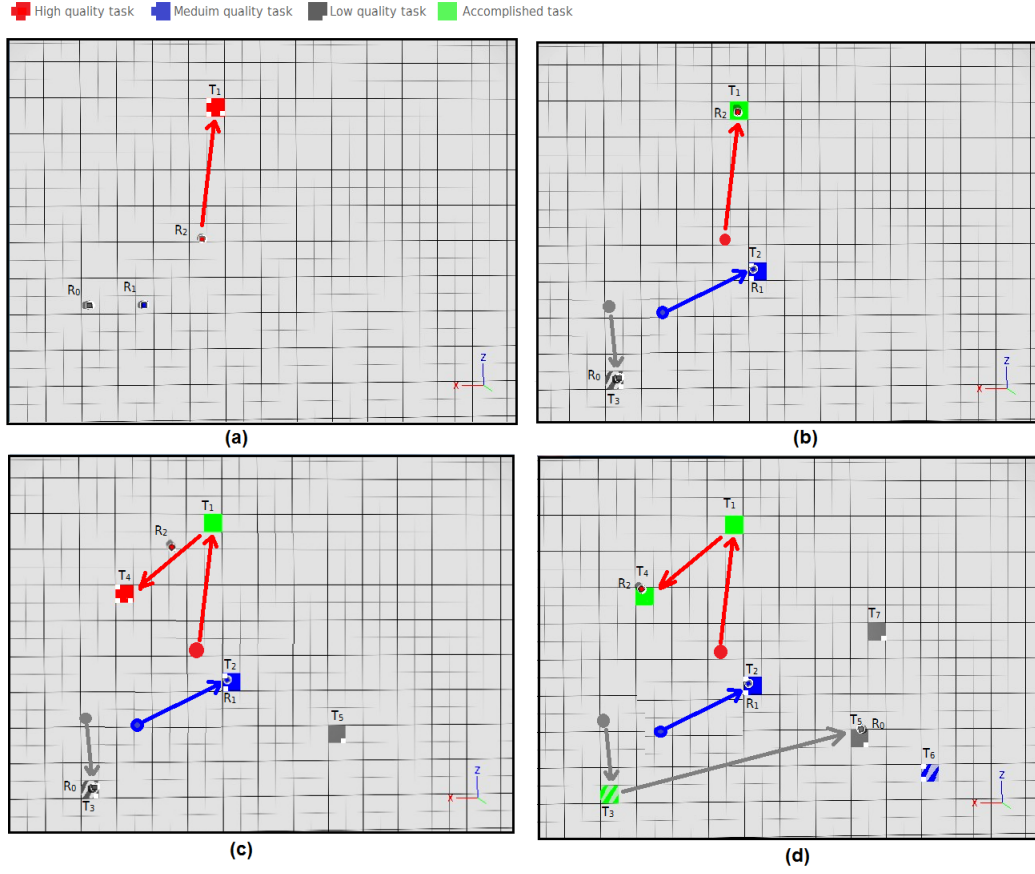 High quality task Meduim quality task Low quality task Accomplished task
T1
R2
R0 R1
Z
X
(a)
T1
R2
T2
R1
R0
T3
Z
X
(b)
T1
R2
T4
T2
R1
T5
R0
T3
Z
X
(c)
T1
T4
R2
T7
T2
R1
T5 R0
T6
T3
Z
X
(d)